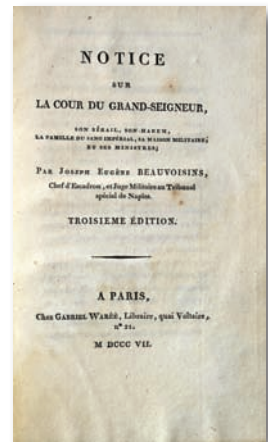 NOTICE
SUR
LA COUR DU GRAND-SEIGNEUR,
SON SÉRAIL, SON HAREM,
LA FAMILLE DU SANG IMPÉRIAL, SA MAISON MILITAIRE,
ET SES MINISTRES;
PAR JOSEPH EUGÈNE BEAUVOISINS,
Chef d'Escadron, et Juge Militaire au Tribunal
spécial de Naples.
TROISIEME ÉDITION.
A PARIS,
Chez GABRIEL WARÉE, Libraire, quai Voltaire,
n° 21.
M DCCC VII.